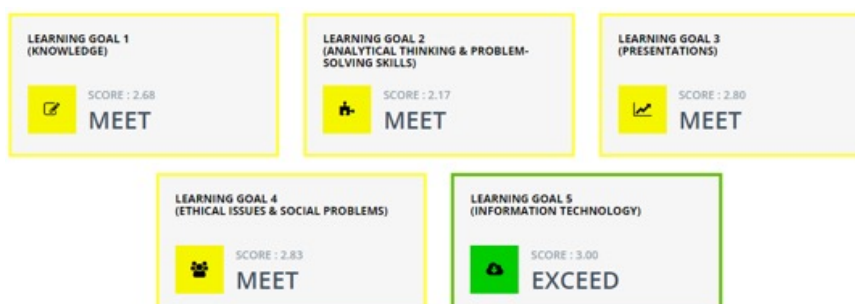 LEARNING GOAL 1
(KNOWLEDGE)
SCORE : 2.68
MEET
LEARNING GOAL 2
(ANALYTICAL THINKING & PROBLEM-
SOLVING SKILLS)
SCORE : 2.17
MEET
LEARNING GOAL 3
(PRESENTATIONS)
SCORE : 2.80
MEET
LEARNING GOAL 4
(ETHICAL ISSUES & SOCIAL PROBLEMS)
SCORE : 2.83
MEET
LEARNING GOAL 5
(INFORMATION TECHNOLOGY)
SCORE : 3.00
EXCEED